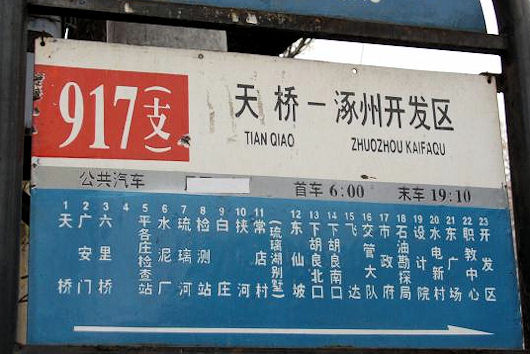 917(支)
天桥—涿州开发区
TIAN QIAO ZHUOZHOU KAIFAQU
公共汽车 首车 6:00 末车 19:10
1 天桥
2 广安门
3 六里桥
4
5 平各庄检查站
6 水泥厂
7 琉璃河
8 检测站
9 白庄
10 挟河
11 常店村
(琉璃湖别墅)
12 东仙坡
13 下胡良北口
14 下胡良南口
15 飞达
16 交管大队
17 市政府
18 石油勘探局
19 设计院
20 水电新村
21 东广场
22 职教中心
23 开发区